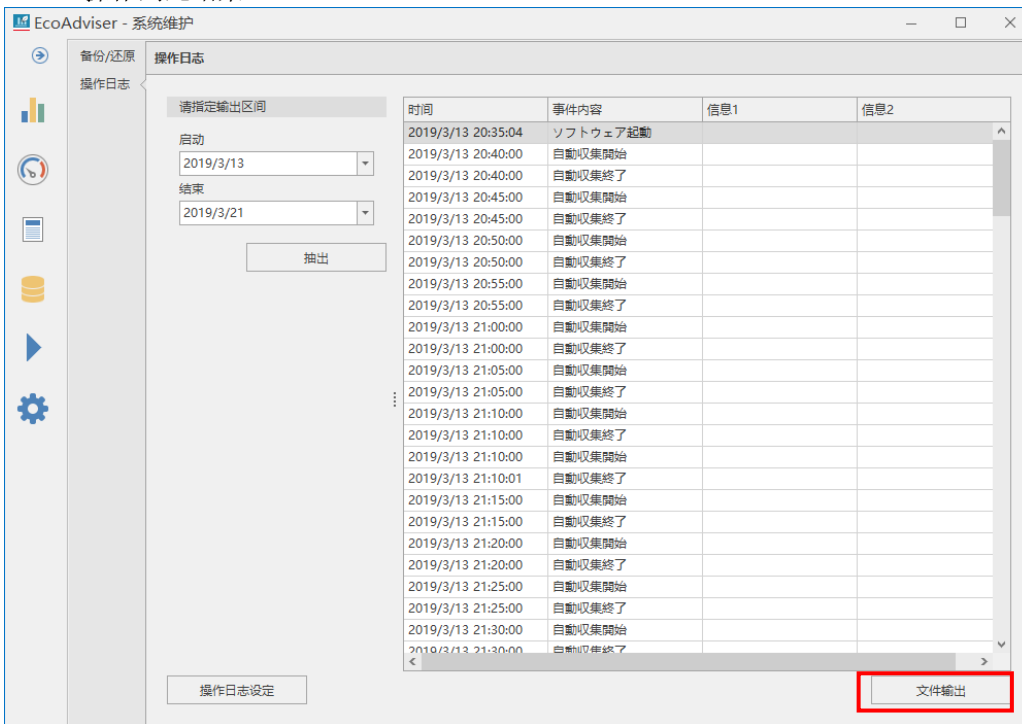 EcoAdviser - 系统维护
备份/还原
操作日志
操作日志
请指定输出区间
启动
2019/3/13
结束
2019/3/21
抽出
时间 事件内容 信息1 信息2
2019/3/13 20:35:04 ソフトウェア起動
2019/3/13 20:40:00 自動収集開始
2019/3/13 20:40:00 自動収集終了
2019/3/13 20:45:00 自動収集開始
2019/3/13 20:45:00 自動収集終了
2019/3/13 20:50:00 自動収集開始
2019/3/13 20:50:00 自動収集終了
2019/3/13 20:55:00 自動収集開始
2019/3/13 20:55:00 自動収集終了
2019/3/13 21:00:00 自動収集開始
2019/3/13 21:00:00 自動収集終了
2019/3/13 21:05:00 自動収集開始
2019/3/13 21:05:00 自動収集終了
2019/3/13 21:10:00 自動収集開始
2019/3/13 21:10:00 自動収集終了
2019/3/13 21:10:00 自動収集開始
2019/3/13 21:10:01 自動収集終了
2019/3/13 21:15:00 自動収集開始
2019/3/13 21:15:00 自動収集終了
2019/3/13 21:20:00 自動収集開始
2019/3/13 21:20:00 自動収集終了
2019/3/13 21:25:00 自動収集開始
2019/3/13 21:25:00 自動収集終了
2019/3/13 21:30:00 自動収集開始
2019/3/13 21:30:00 自動収集終了
操作日志设定
文件输出